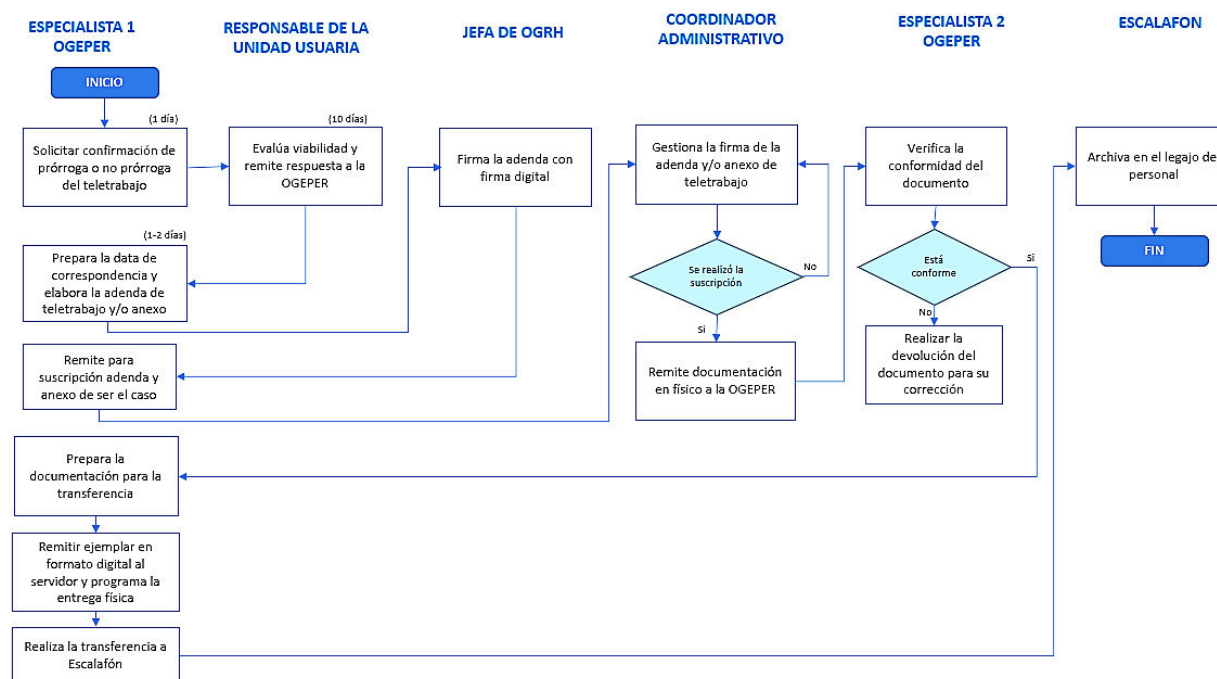 ESPECIALISTA 1
OGEPER
RESPONSABLE DE LA
UNIDAD USUARIA
JEFA DE OGRH
COORDINADOR
ADMINISTRATIVO
ESPECIALISTA 2
OGEPER
ESCALAFON
INICIO
(1 día)
Solicitar confirmación de
prórroga o no prórroga
del teletrabajo
(10 días)
Evalúa viabilidad y
remite respuesta a la
OGEPER
Firma la adenda con
firma digital
Gestiona la firma de la
adenda y/o anexo de
teletrabajo
Verifica la
conformidad del
documento
Archiva en el legajo de
personal
FIN
(1-2 días)
Prepara la data de
correspondencia y
elabora la adenda de
teletrabajo y/o anexo
Se realizó la
suscripción
No
Si
Está
conforme
Si
No
Remite para
suscripción adenda y
anexo de ser el caso
Remite documentación
en físico a la OGEPER
Realizar la
devolución del
documento para su
corrección
Prepara la
documentación para la
transferencia
Remitir ejemplar en
formato digital al
servidor y programa la
entrega física
Realiza la transferencia a
Escalafón